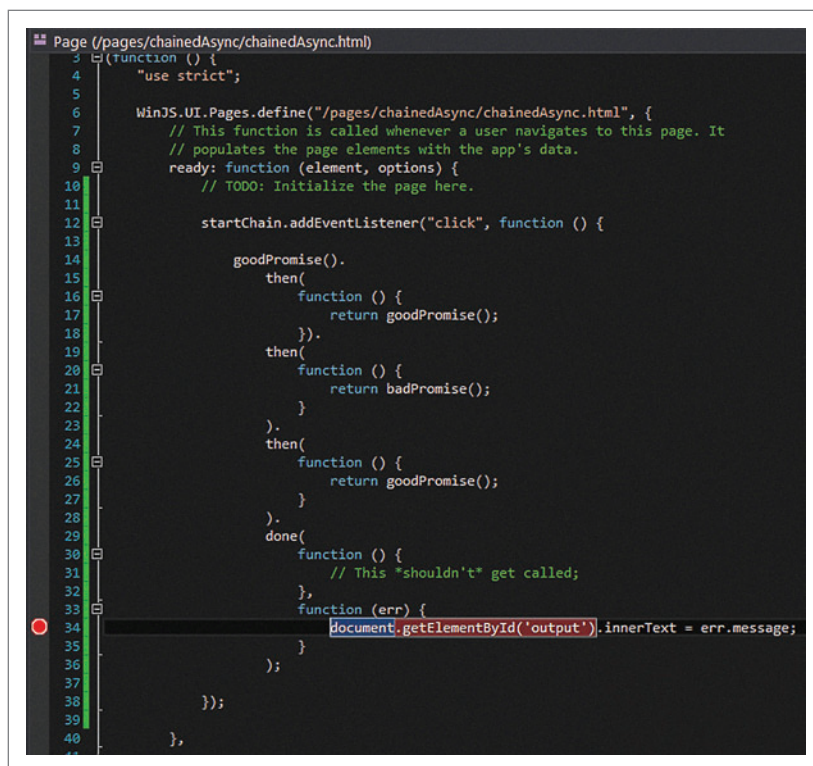 Page (/pages/chainedAsync/chainedAsync.html)
3 (function () {
4 "use strict";
5
6 WinJS.UI.Pages.define("/pages/chainedAsync/chainedAsync.html", {
7 // This function is called whenever a user navigates to this page. It
8 // populates the page elements with the app's data.
9 ready: function (element, options) {
10 // TODO: Initialize the page here.
11
12 startChain.addEventListener("click", function () {
13
14 goodPromise().
15 then(
16 function () {
17 return goodPromise();
18 }).
19 then(
20 function () {
21 return badPromise();
22 }
23 ).
24 then(
25 function () {
26 return goodPromise();
27 }
28 ).
29 done(
30 function () {
31 // This *shouldn't* get called;
32 },
33 function (err) {
34 document.getElementById('output').innerText = err.message;
35 }
36 );
37
38 });
39
40 },